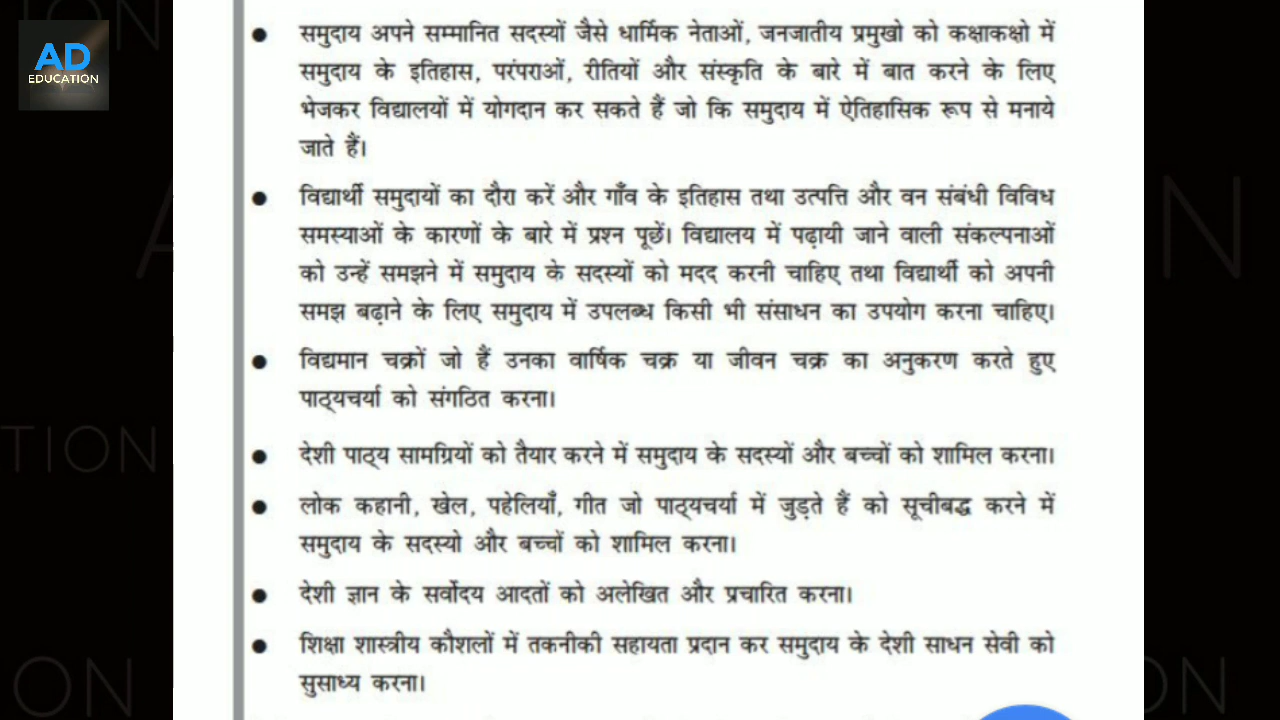 AD
EDUCATION
● समुदाय अपने सम्मानित सदस्यों जैसे धार्मिक नेताओं, जनजातीय प्रमुखो को कक्षाकक्षो में
समुदाय के इतिहास, परंपराओं, रीतियों और संस्कृति के बारे में बात करने के लिए
भेजकर विद्यालयों में योगदान कर सकते हैं जो कि समुदाय में ऐतिहासिक रूप से मनाये
जाते हैं।
● विद्यार्थी समुदायों का दौरा करें और गाँव के इतिहास तथा उत्पत्ति और वन संबंधी विविध
समस्याओं के कारणों के बारे में प्रश्न पूछें। विद्यालय में पढ़ायी जाने वाली संकल्पनाओं
को उन्हें समझने में समुदाय के सदस्यों को मदद करनी चाहिए तथा विद्यार्थी को अपनी
समझ बढ़ाने के लिए समुदाय में उपलब्ध किसी भी संसाधन का उपयोग करना चाहिए।
● विद्यमान चक्रों जो हैं उनका वार्षिक चक्र या जीवन चक्र का अनुकरण करते हुए
पाठ्यचर्या को संगठित करना।
● देशी पाठ्य सामग्रियों को तैयार करने में समुदाय के सदस्यों और बच्चों को शामिल करना।
● लोक कहानी, खेल, पहेलियाँ, गीत जो पाठ्यचर्या में जुड़ते हैं को सूचीबद्ध करने में
समुदाय के सदस्यो और बच्चों को शामिल करना।
● देशी ज्ञान के सर्वोदय आदतों को अलेखित और प्रचारित करना।
● शिक्षा शास्त्रीय कौशलों में तकनीकी सहायता प्रदान कर समुदाय के देशी साधन सेवी को
सुसाध्य करना।